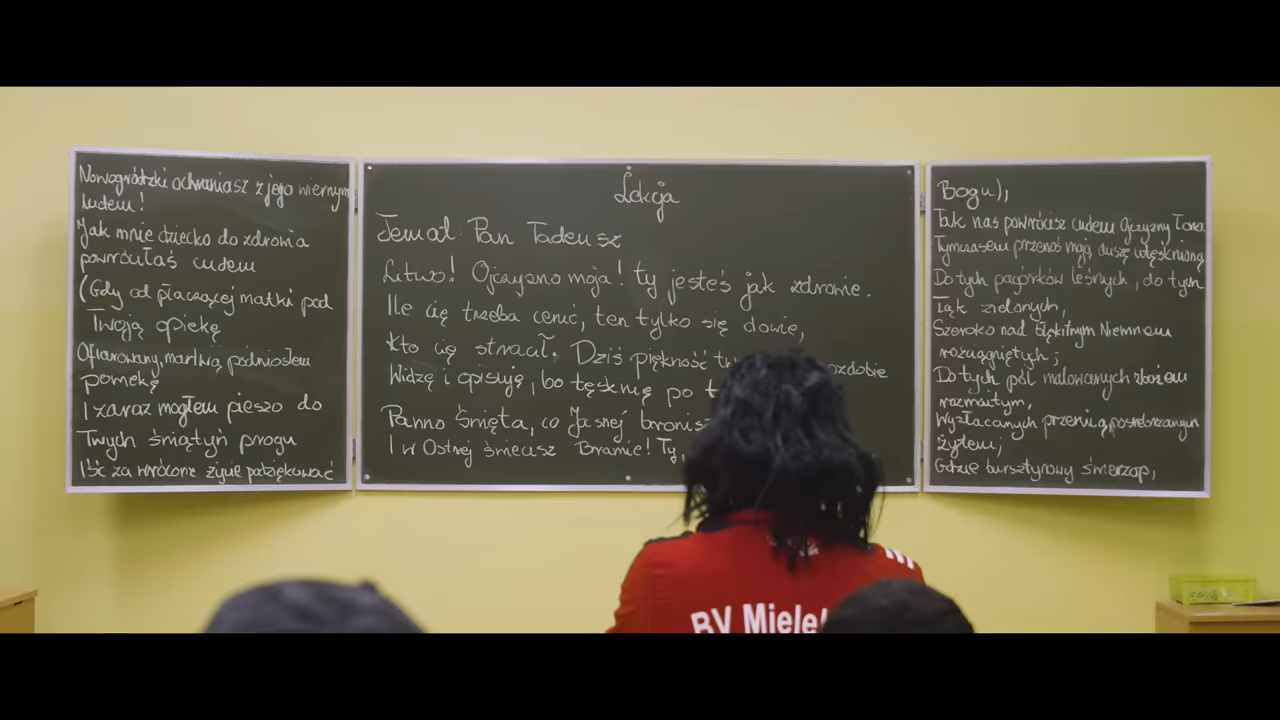 Nowogródzki ochraniasz z jego wiernym
ludem!
Jak mnie dziecko do zdrowia
powróciłaś cudem
(Gdy od płaczącej matki pod
Twoją opiekę
Ofiarowany, martwą podniosłem
powiekę
I zaraz mogłem pieszo do
Twych świątyń progu
Iść za wrócone życie podziękować
Lekcja
Temat: Pan Tadeusz
Litwo! Ojczyzno moja! ty jesteś jak zdrowie.
Ile cię trzeba cenić, ten tylko się dowie,
Kto cię stracił. Dziś piękność tw ozdobie
Widzę i opisuję, bo tęsknię po t
Panno święta, co Jasnej bronisz
I w Ostrej świecisz Bramie! Ty,
Bogu),
Tak nas powrócisz cudem Ojczyzny łono
Tymczasem przenoś moją duszę utęsknioną
Do tych pagórków leśnych, do tych
łąk zielonych,
Szeroko nad błękitnym Niemnem
rozciągniętych;
Do tych pól malowanych zbożem
rozmaitym,
Wyzłacanych pszenicą, posrebrzanych
żytem;
Gdzie bursztynowy świerzop,
BV Miele